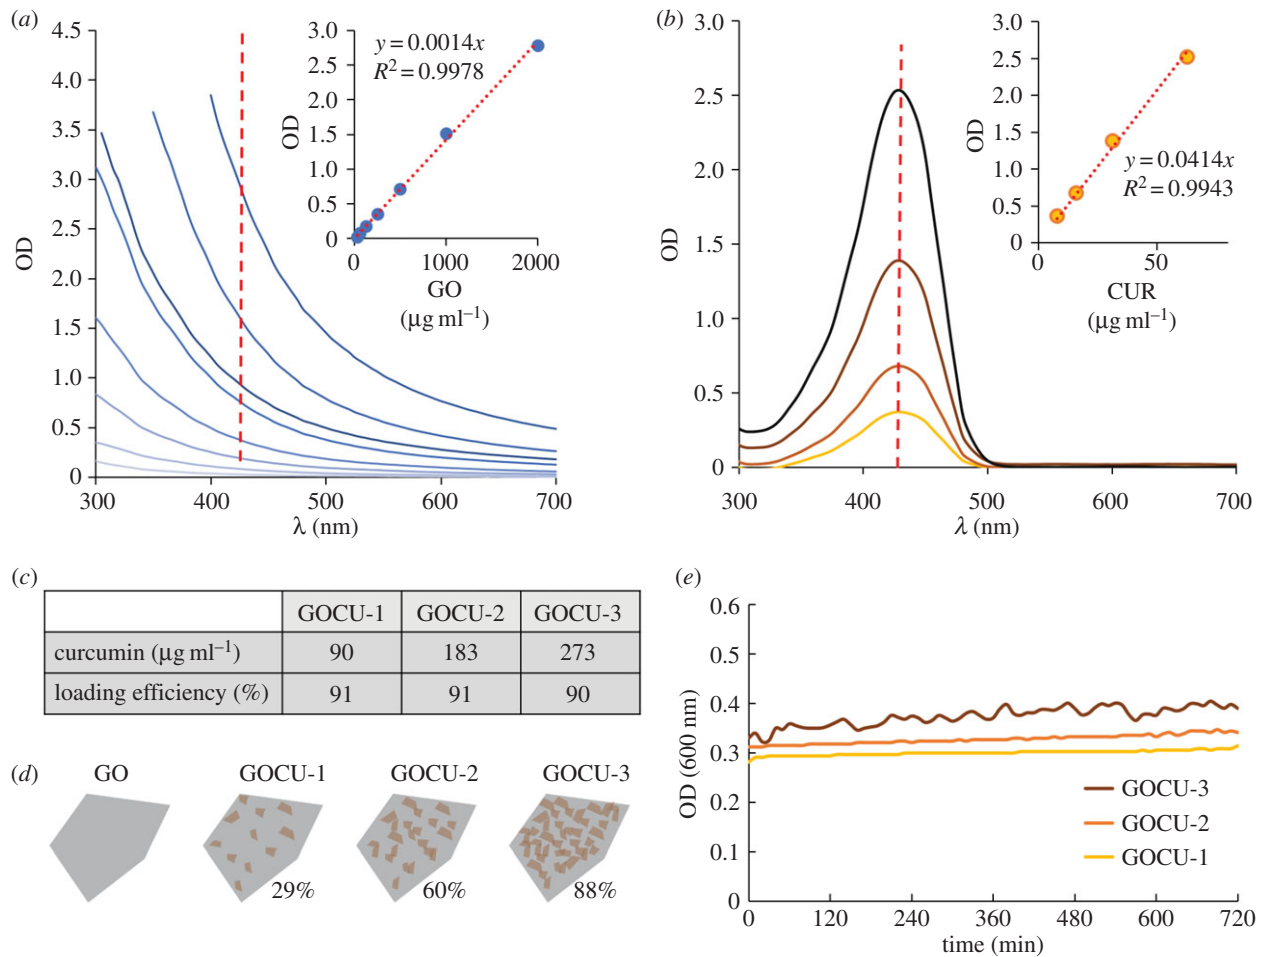 (a)
4.5
4.0
3.5
3.0
2.5
2.0
1.5
1.0
0.5
0
OD
300
400
500
600
700
λ (nm)
3.0
2.5
2.0
1.5
1.0
0.5
0
OD
y = 0.0014x
R² = 0.9978
0
1000
2000
GO
(µg ml⁻¹)
(b)
3.0
2.5
2.0
1.5
1.0
0.5
0
OD
300
400
500
600
700
λ (nm)
3.0
2.5
2.0
1.5
1.0
0.5
0
OD
y = 0.0414x
R² = 0.9943
0
50
CUR
(µg ml⁻¹)
(c)
GOCU-1 GOCU-2 GOCU-3
curcumin (µg ml⁻¹) 90 183 273
loading efficiency (%) 91 91 90
(d)
GO GOCU-1 GOCU-2 GOCU-3
29% 60% 88%
(e)
0.6
0.5
0.4
0.3
0.2
0.1
0
OD (600 nm)
GOCU-3
GOCU-2
GOCU-1
0 120 240 360 480 600 720
time (min)